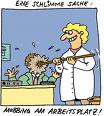 EINE SCHLIMME SACHE:
MOBBING AM ARBEITSPLATZ!